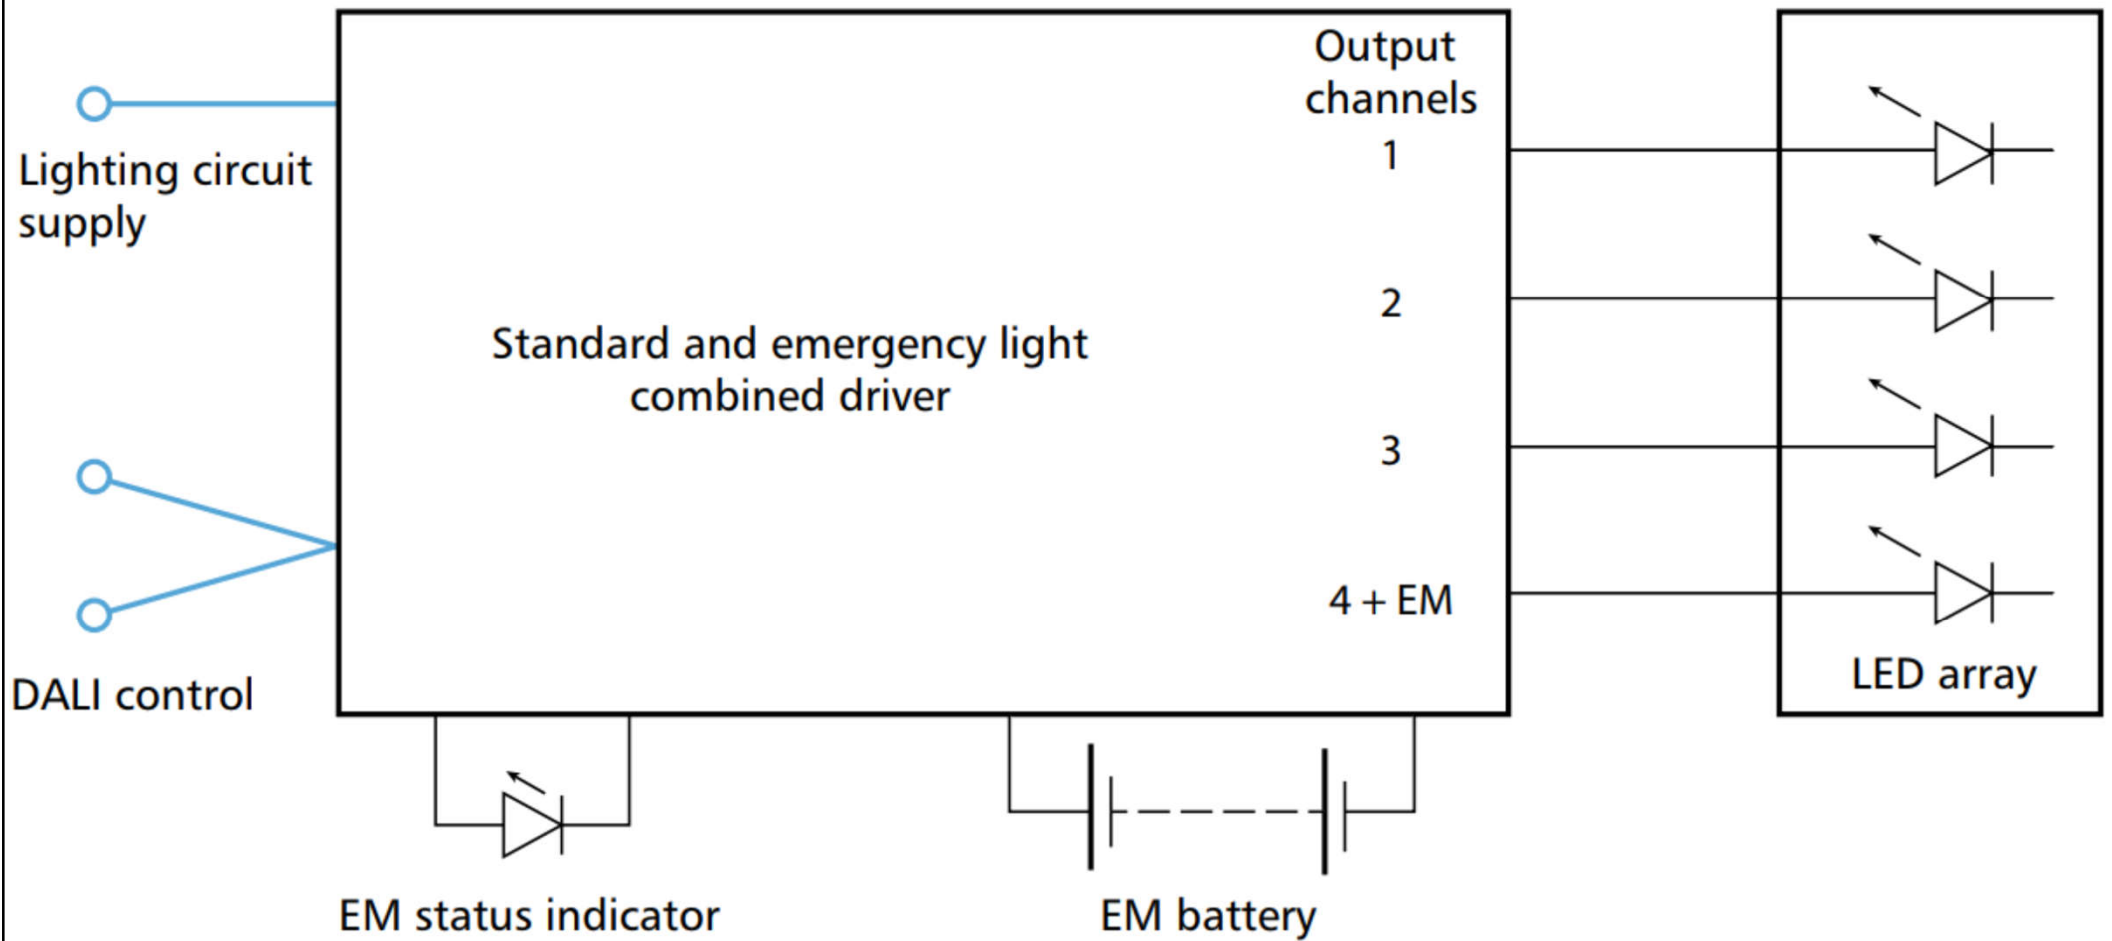 Output
channels
1
Lighting circuit
supply
2
Standard and emergency light
combined driver
3
4 + EM
LED array
DALI control
EM status indicator
EM battery